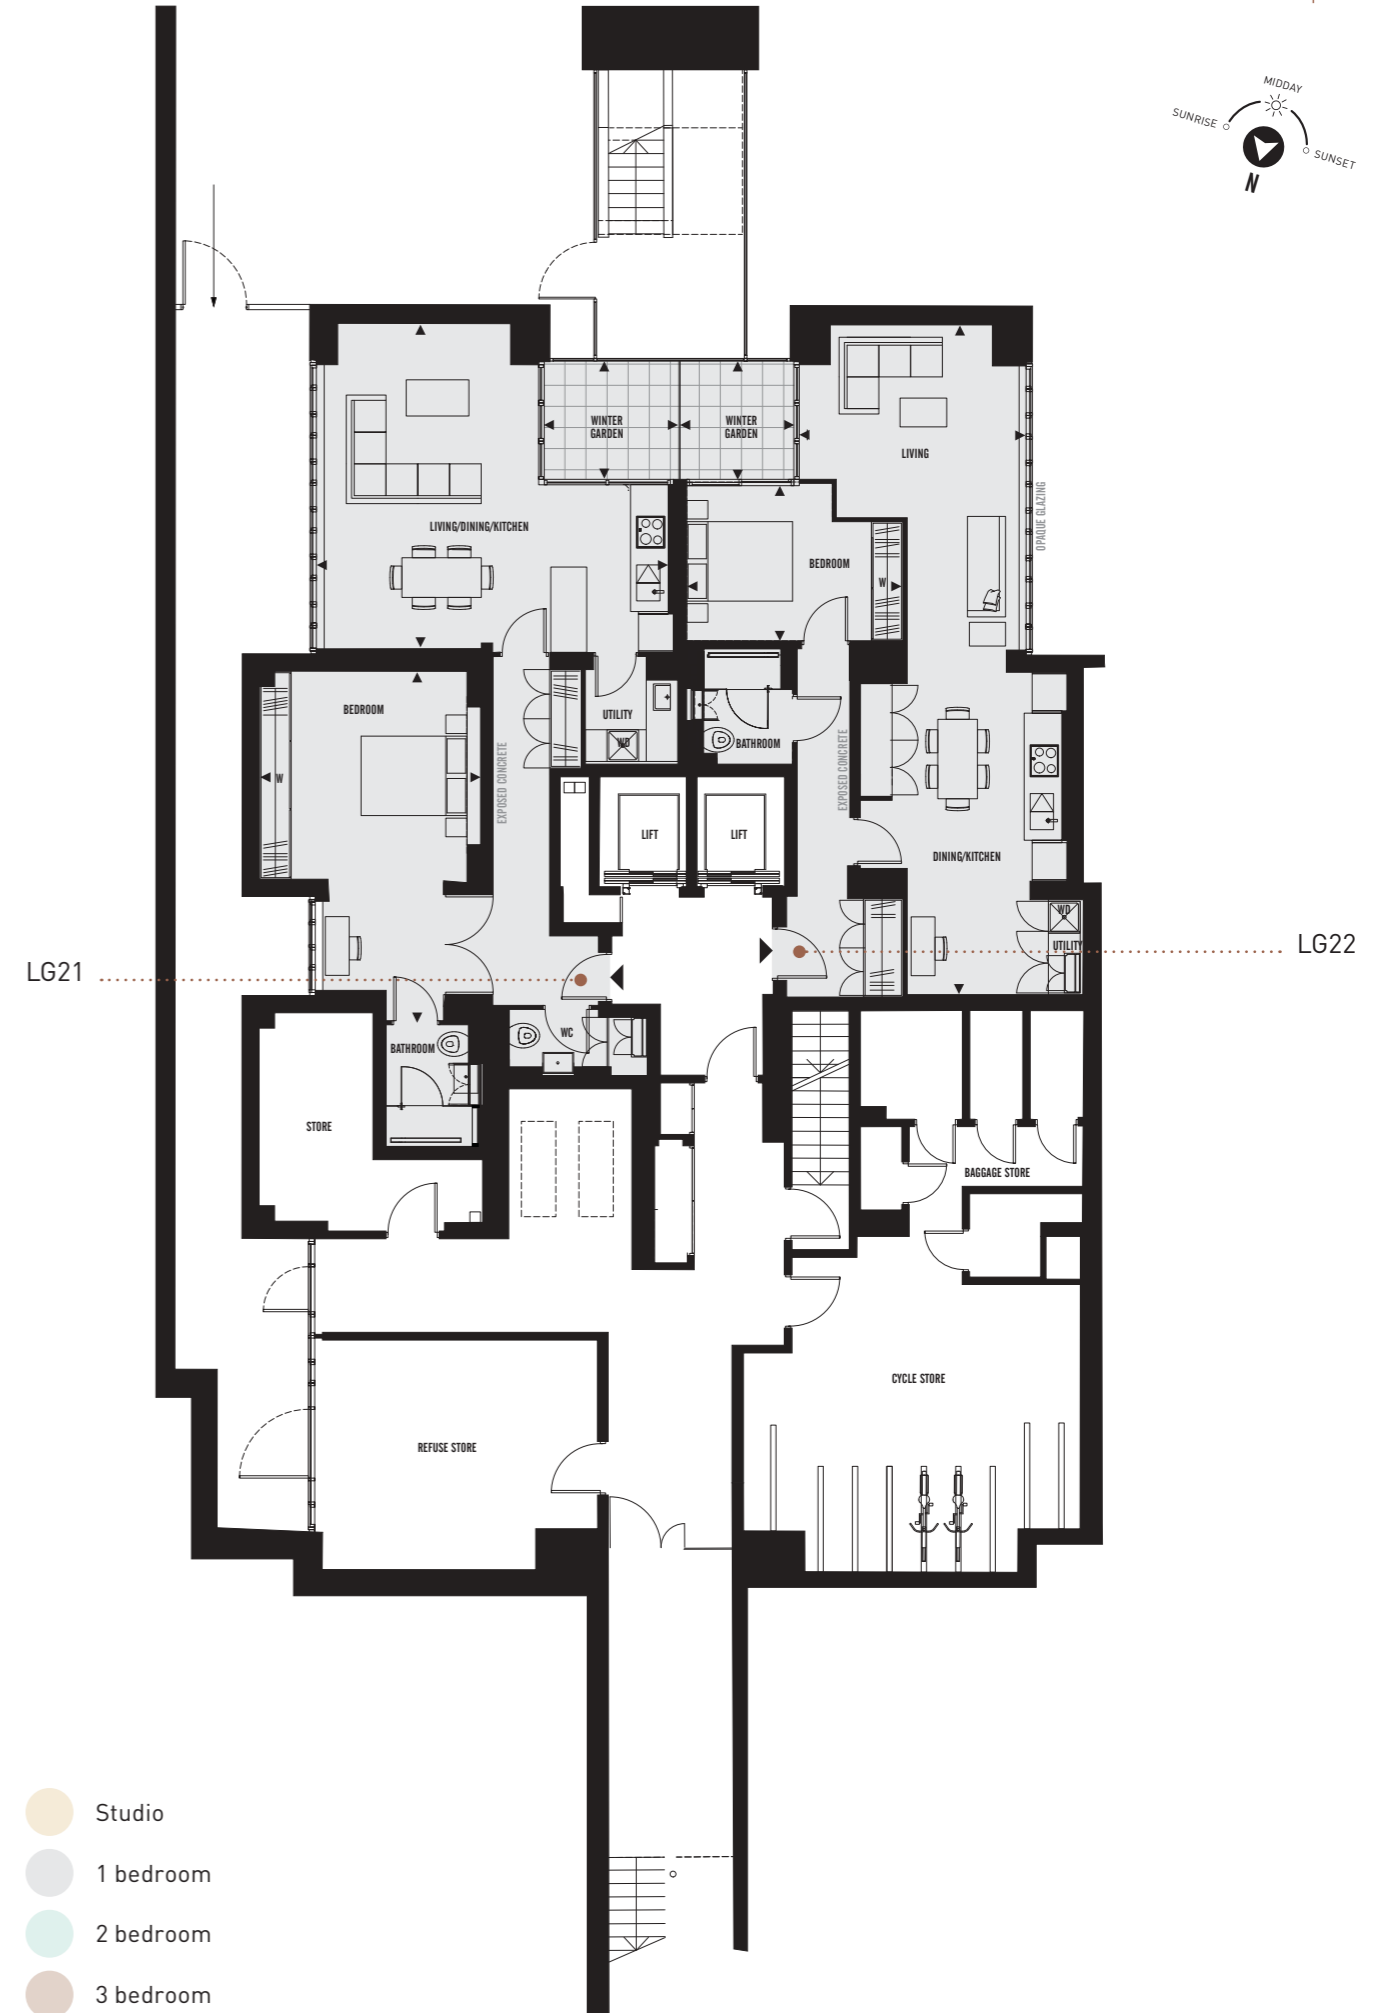 MIDDAY
SUNRISE
SUNSET
N
WINTER
GARDEN
WINTER
GARDEN
LIVING
OPAQUE GLAZING
LIVING/DINING/KITCHEN
BEDROOM
W
BEDROOM
UTILITY
WD
BATHROOM
EXPOSED CONCRETE
EXPOSED CONCRETE
W
LIFT
LIFT
DINING/KITCHEN
WD
UTILITY
LG22
LG21
WC
BATHROOM
STORE
BAGGAGE STORE
CYCLE STORE
REFUSE STORE
Studio
1 bedroom
2 bedroom
3 bedroom